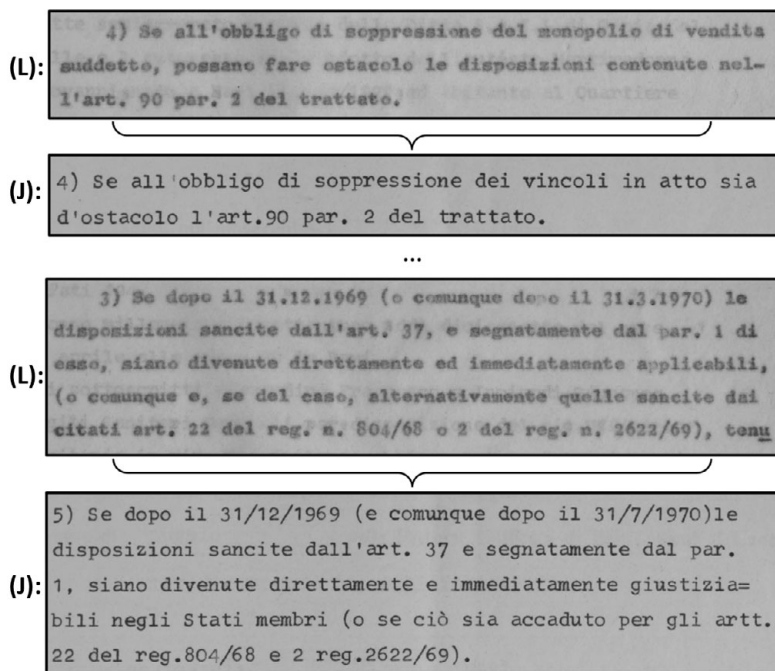 (L):
4) Se all'obbligo di soppressione del monopolio di vendita
suddetto, possano fare ostacolo le disposizioni contenute nel-
l'art. 90 par. 2 del trattato.
(J):
4) Se all'obbligo di soppressione dei vincoli in atto sia
d'ostacolo l'art.90 par. 2 del trattato.
...
(L):
3) Se dopo il 31.12.1969 (o comunque dopo il 31.3.1970) le
disposizioni sancite dall'art. 37, e segnatamente dal par. 1 di
esso, siano divenute direttamente ed immediatamente applicabili,
(o comunque e, se del caso, alternativamente quelle sancite dai
citati art. 22 del reg. n. 804/68 o 2 del reg. n. 2622/69), tenu
(J):
5) Se dopo il 31/12/1969 (e comunque dopo il 31/7/1970)le
disposizioni sancite dall'art. 37 e segnatamente dal par.
1, siano divenute direttamente e immediatamente giustizia=
bili negli Stati membri (o se ciò sia accaduto per gli artt.
22 del reg.804/68 e 2 reg.2622/69).